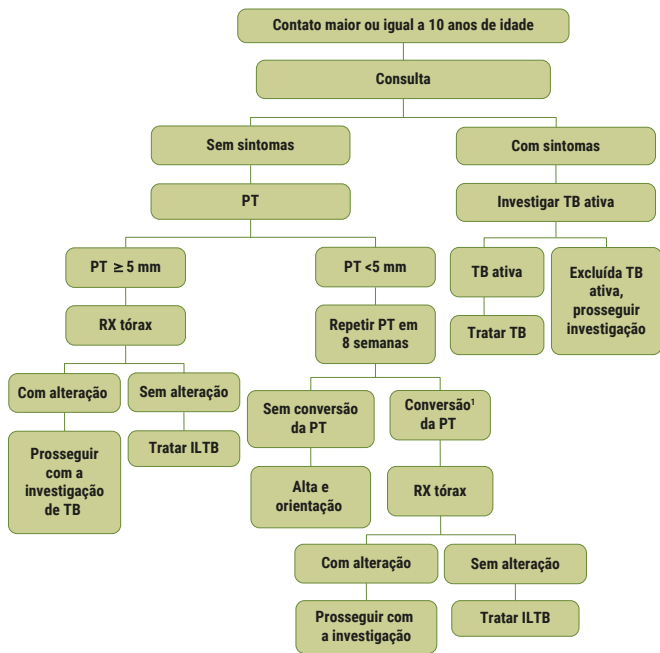 Contato maior ou igual a 10 anos de idade
Consulta
Sem sintomas
Com sintomas
PT
Investigar TB ativa
PT ≥ 5 mm
PT <5 mm
TB ativa
Excluída TB
ativa,
prosseguir
investigação
RX tórax
Repetir PT em
8 semanas
Tratar TB
Com alteração
Sem alteração
Sem conversão
da PT
Conversão¹
da PT
Prosseguir
com a
investigação
de TB
Tratar ILTB
Alta e
orientação
RX tórax
Com alteração
Sem alteração
Prosseguir com
a investigação
Tratar ILTB